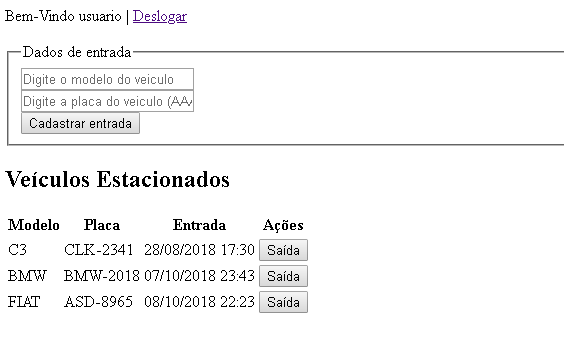 Bem-Vindo usuario | Deslogar
Dados de entrada
Digite o modelo do veiculo
Digite a placa do veiculo (AA
Cadastrar entrada
Veículos Estacionados
Modelo Placa Entrada Ações
C3 CLK-2341 28/08/2018 17:30 Saída
BMW BMW-2018 07/10/2018 23:43 Saída
FIAT ASD-8965 08/10/2018 22:23 Saída